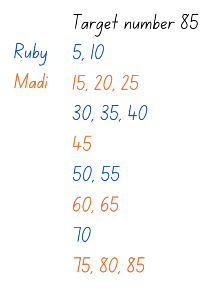 Target number 85
Ruby 5, 10
Madi 15, 20, 25
30, 35, 40
45
50, 55
60, 65
70
75, 80, 85